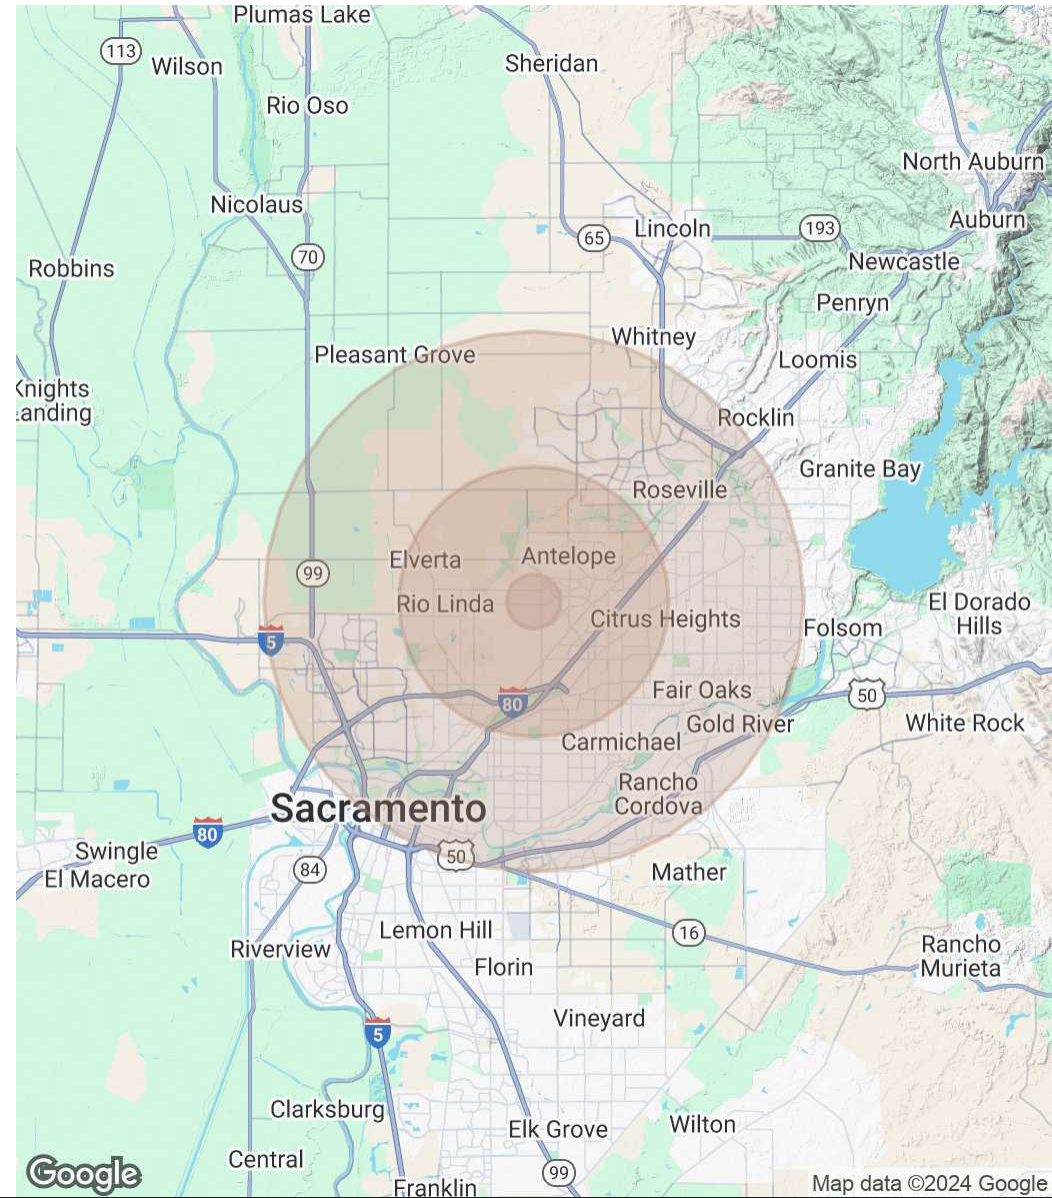 Plumas Lake
113
Wilson
Sheridan
Rio Oso
North Auburn
Nicolaus
Auburn
Lincoln
193
65
70
Newcastle
Robbins
Penryn
Whitney
Pleasant Grove
Loomis
Knights
Landing
Rocklin
Granite Bay
Roseville
Elverta
Antelope
99
Rio Linda
El Dorado
Hills
Citrus Heights
Folsom
5
Fair Oaks
50
80
Gold River
White Rock
Carmichael
Rancho
Cordova
Sacramento
80
Swingle
50
84
Mather
El Macero
Lemon Hill
16
Riverview
Rancho
Murieta
Florin
Vineyard
5
Clarksburg
Elk Grove
Wilton
Central
99
Google
Franklin
Map data ©2024 Google